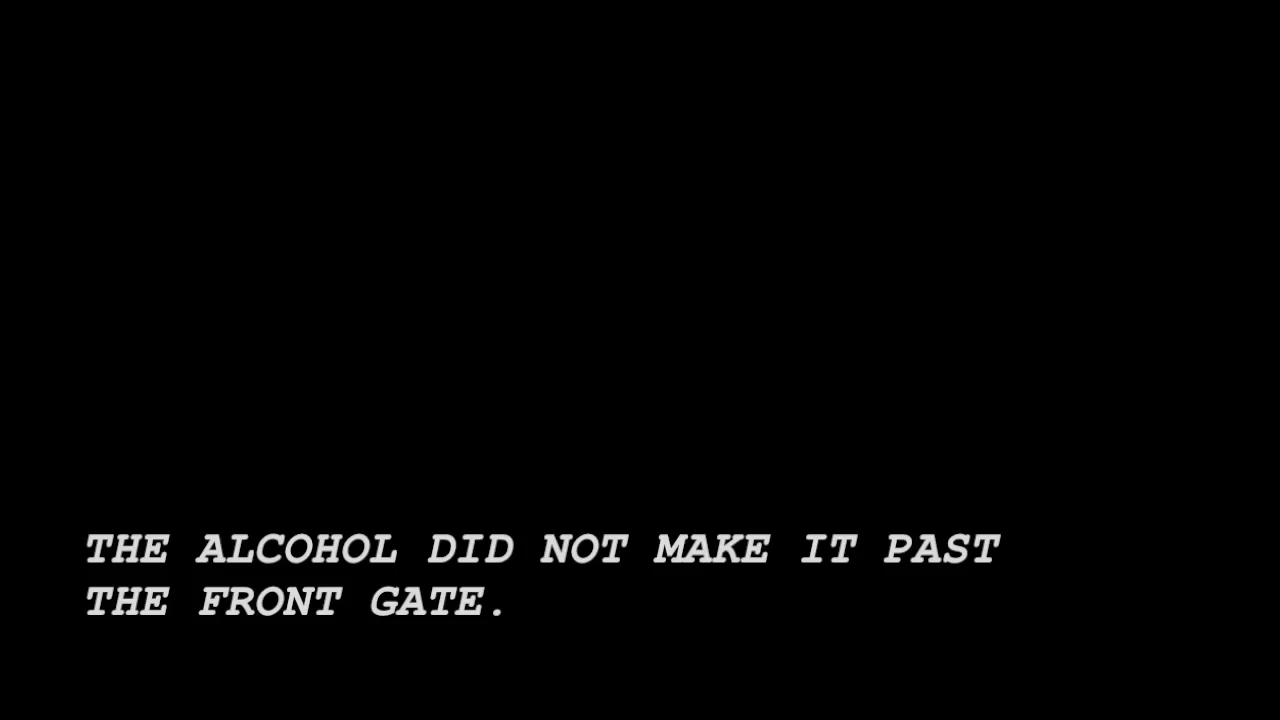 THE ALCOHOL DID NOT MAKE IT PAST
THE FRONT GATE.